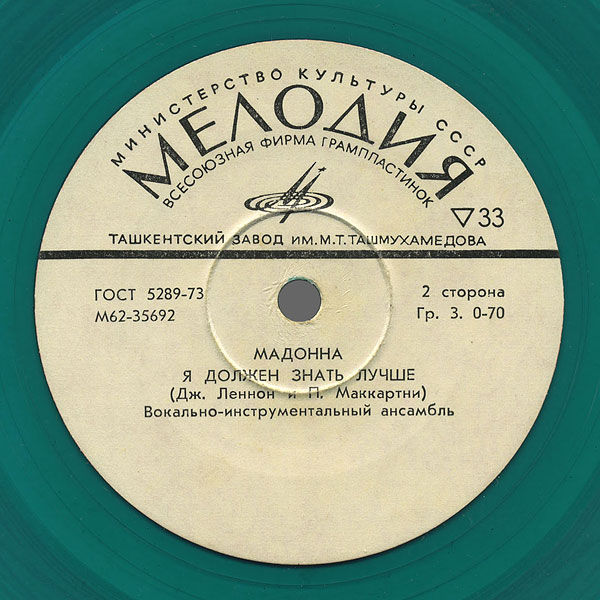 МИНИСТЕРСТВО КУЛЬТУРЫ СССР
МЕЛОДИЯ
ВСЕСОЮЗНАЯ ФИРМА ГРАМПЛАСТИНОК
▽33
ТАШКЕНТСКИЙ ЗАВОД ИМ. М.Т. ТАШМУХАМЕДОВА
ГОСТ 5289-73
М62-35692
2 сторона
Гр. 3. 0-70
МАДОННА
Я ДОЛЖЕН ЗНАТЬ ЛУЧШЕ
(Дж. Леннон и П. Маккартни)
Вокально-инструментальный ансамбль